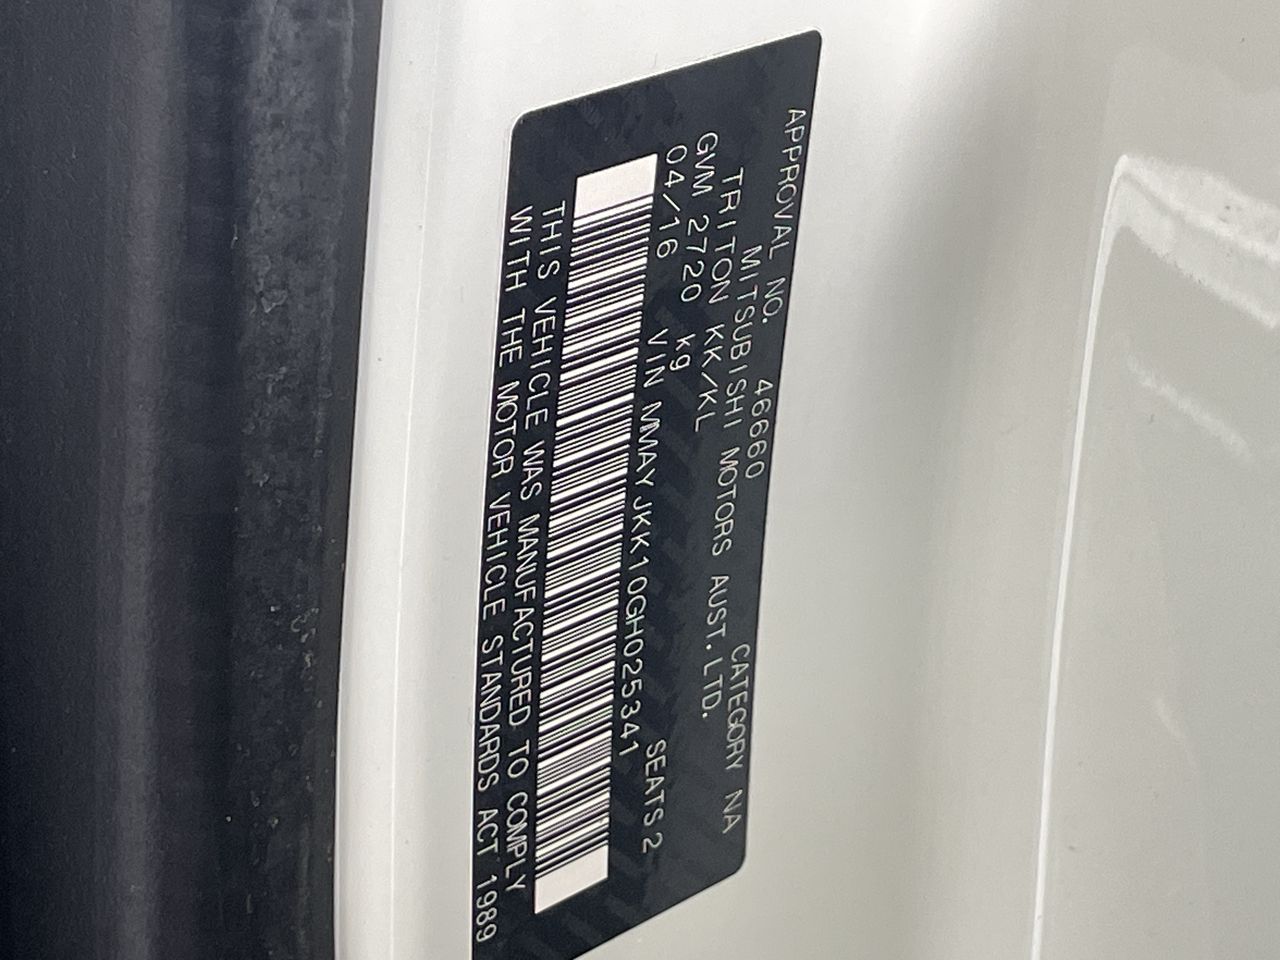 APPROVAL NO. 46660 CATEGORY NA
MITSUBISHI MOTORS AUST.LTD.
TRITON KK/KL
GVM 2720 kg SEATS 2
04/16 VIN MMAYJKK10GH025341
THIS VEHICLE WAS MANUFACTURED TO COMPLY
WITH THE MOTOR VEHICLE STANDARDS ACT 1989